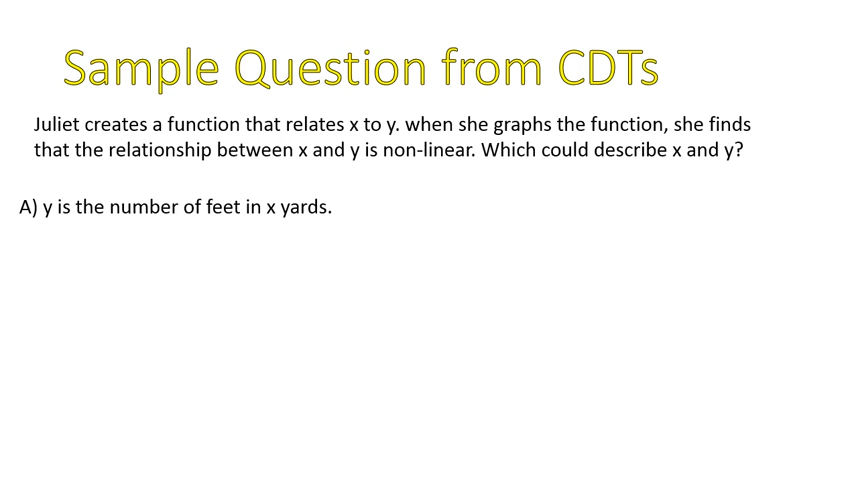 Sample Question from CDTs
Juliet creates a function that relates x to y. when she graphs the function, she finds
that the relationship between x and y is non-linear. Which could describe x and y?
A) y is the number of feet in x yards.